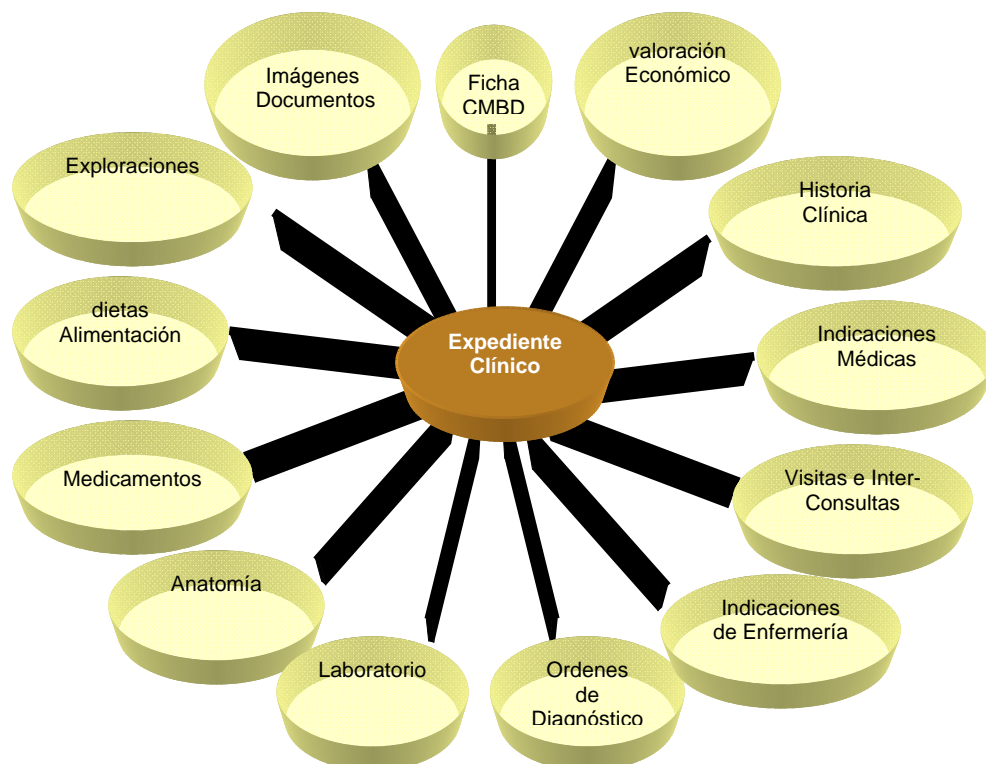 Imágenes
Documentos
Ficha
CMBD
valoración
Económico
Exploraciones
Historia
Clínica
dietas
Alimentación
Expediente
Clínico
Indicaciones
Médicas
Medicamentos
Visitas e Inter-
Consultas
Anatomía
Indicaciones
de Enfermería
Laboratorio
Ordenes
de
Diagnóstico